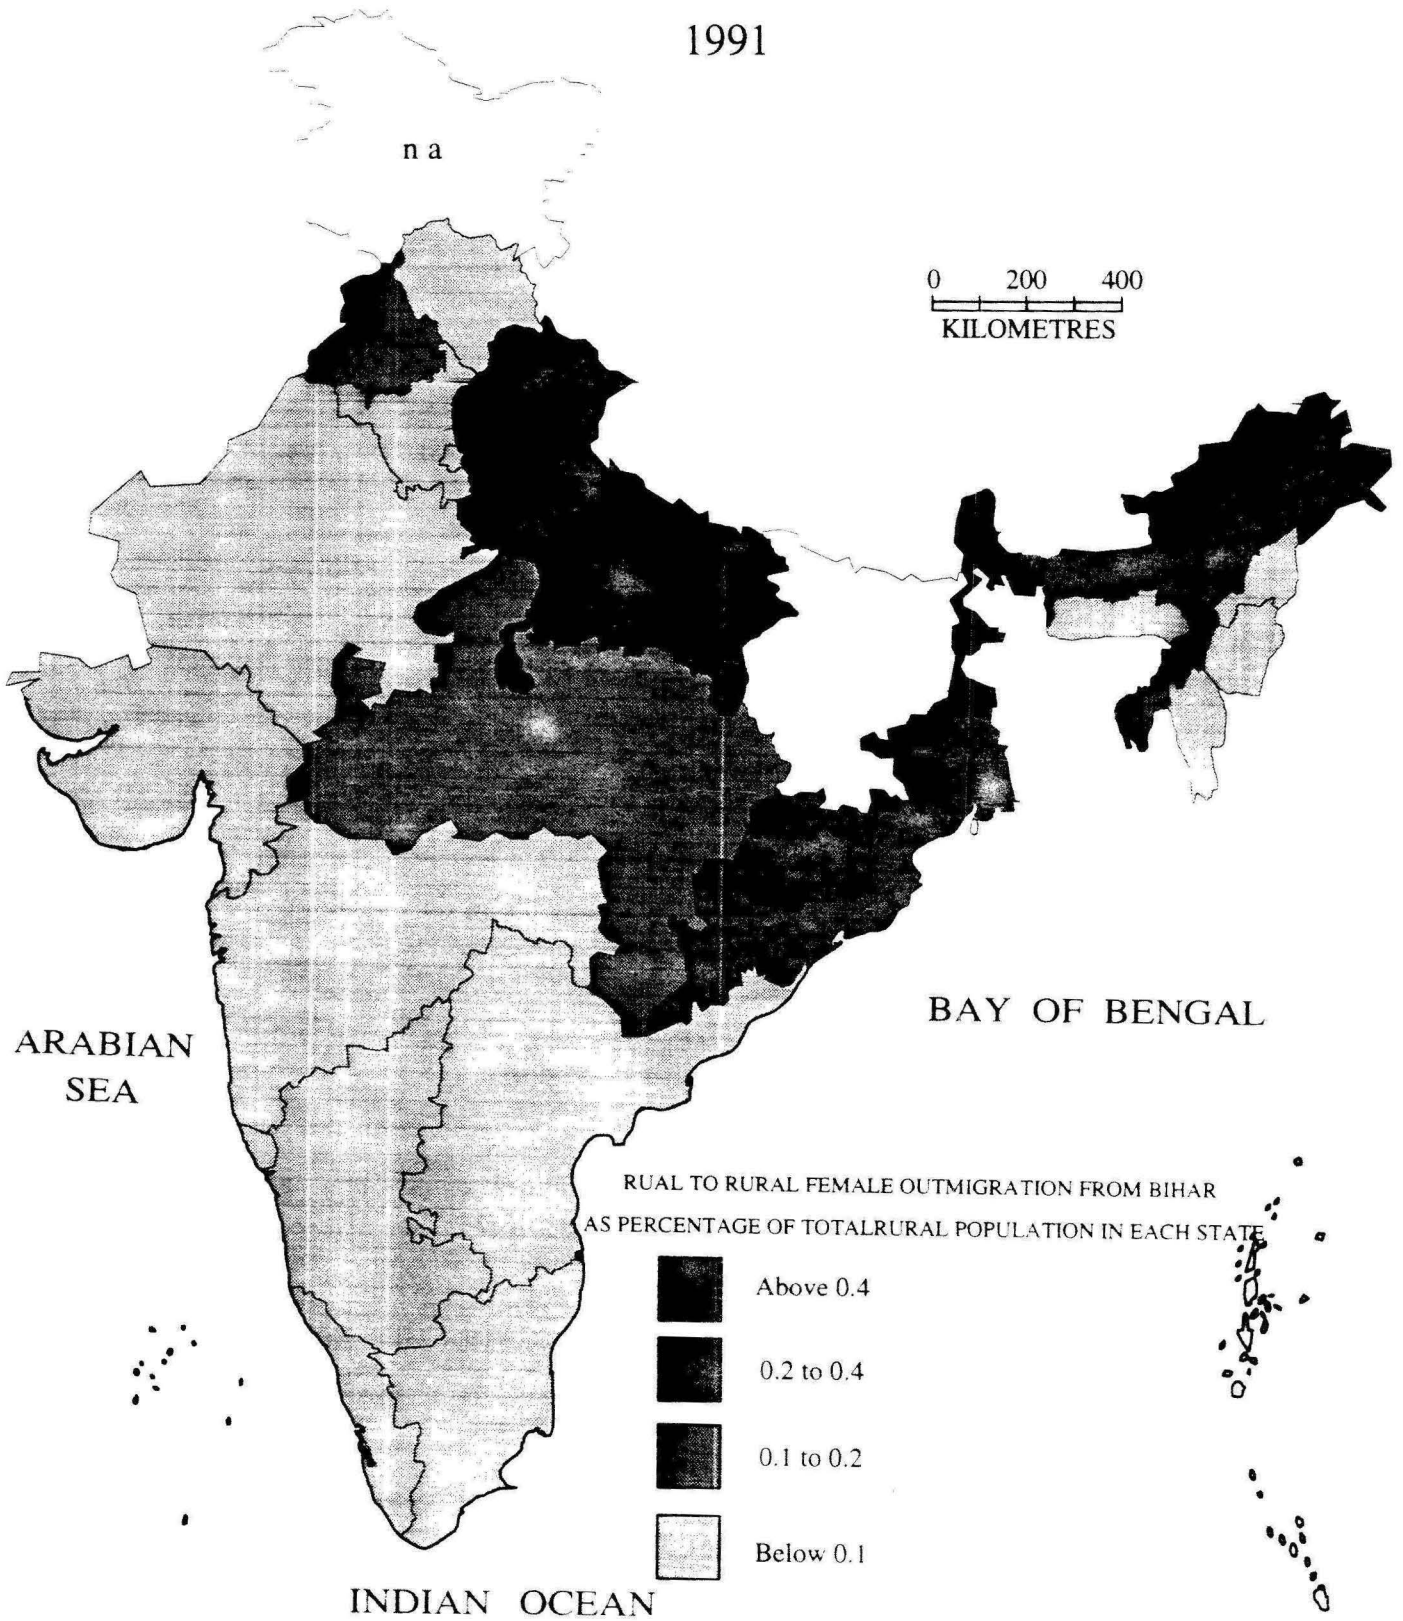 1991
n a
0 200 400
KILOMETRES
ARABIAN
SEA
BAY OF BENGAL
RUAL TO RURAL FEMALE OUTMIGRATION FROM BIHAR
AS PERCENTAGE OF TOTALRURAL POPULATION IN EACH STATE
Above 0.4
0.2 to 0.4
0.1 to 0.2
Below 0.1
INDIAN OCEAN